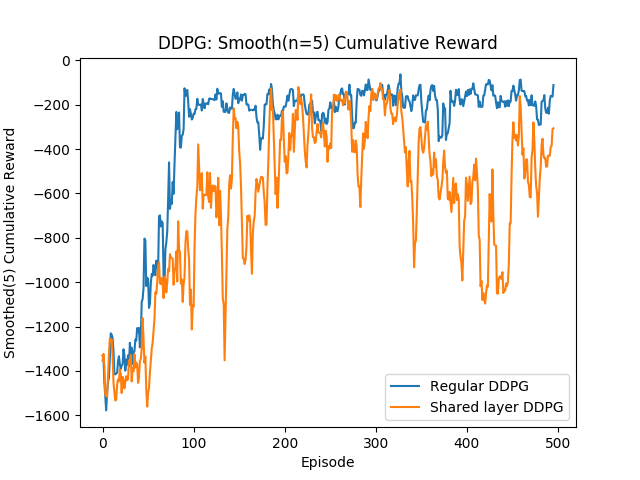 DDPG: Smooth(n=5) Cumulative Reward
Smoothed(5) Cumulative Reward
0
−200
−400
−600
−800
−1000
−1200
−1400
−1600
0 100 200 300 400 500
Episode
Regular DDPG
Shared layer DDPG